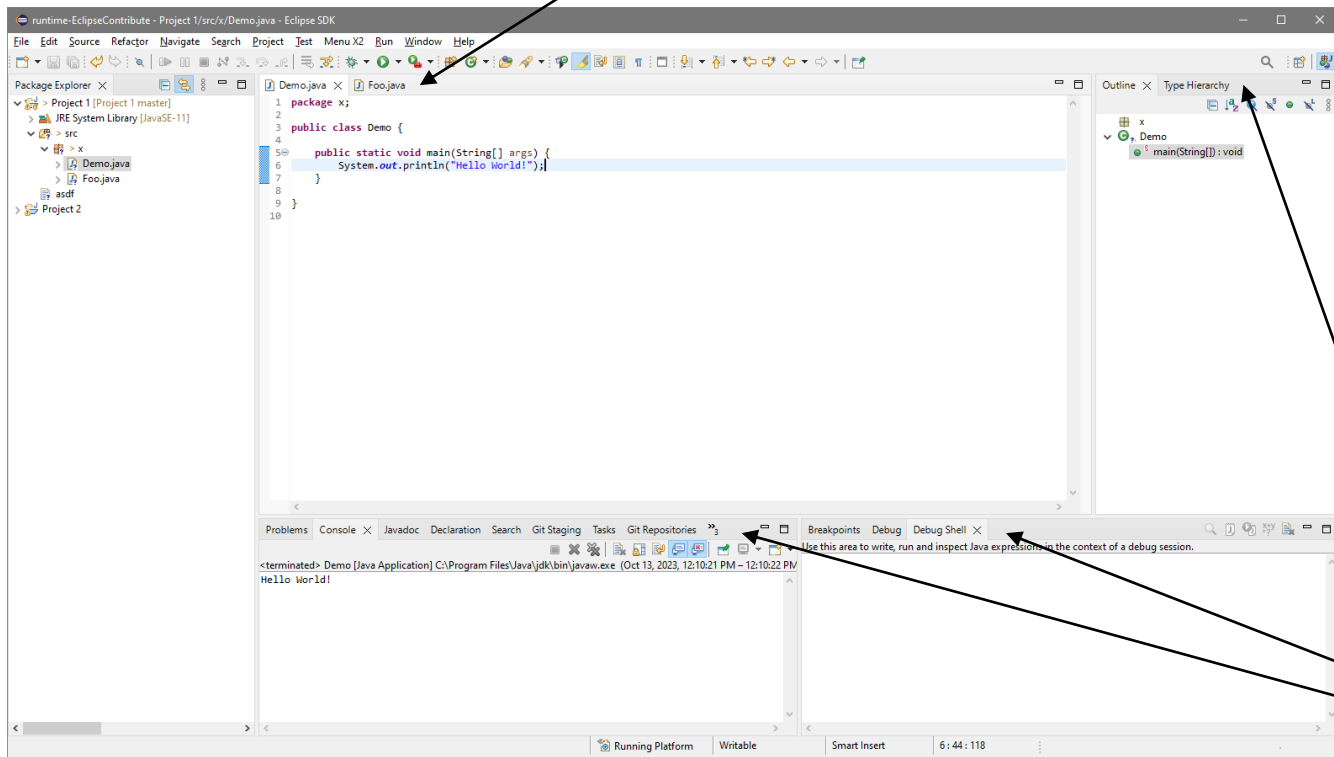 runtime-EclipseContribute - Project 1/src/x/Demo.java - Eclipse SDK
File Edit Source Refactor Navigate Search Project Test Menu X2 Run Window Help
Package Explorer
> Project 1 [Project 1 master]
JRE System Library [JavaSE-11]
> src
> x
Demo.java
Foo.java
asdf
Project 2
Demo.java Foo.java
1 package x;
2
3 public class Demo {
4
5 public static void main(String[] args) {
6 System.out.println("Hello World!");
7 }
8
9 }
10
Outline Type Hierarchy
x
Demo
main(String[]) : void
Problems Console Javadoc Declaration Search Git Staging Tasks Git Repositories »3
<terminated> Demo [Java Application] C:\Program Files\Java\jdk\bin\javaw.exe (Oct 13, 2023, 12:10:21 PM – 12:10:22 PM
Hello World!
Breakpoints Debug Debug Shell
Use this area to write, run and inspect Java expressions in the context of a debug session.
Running Platform Writable Smart Insert 6 : 44 : 118